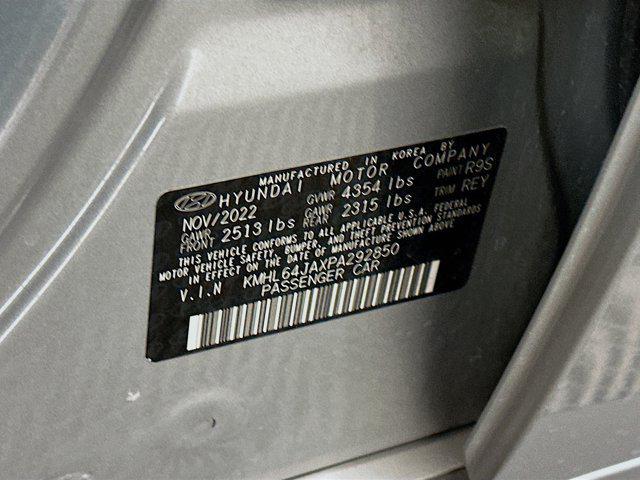 MANUFACTURED IN KOREA BY
HYUNDAI MOTOR COMPANY
NOV/2022 GVWR 4354 lbs PAINT R9S
GAWR FRONT 2513 lbs GAWR REAR 2315 lbs TRIM REY
THIS VEHICLE CONFORMS TO ALL APPLICABLE U.S.A. FEDERAL
MOTOR VEHICLE SAFETY, BUMPER, AND THEFT PREVENTION STANDARDS
IN EFFECT ON THE DATE OF MANUFACTURE SHOWN ABOVE
V.I.N KMHL64JAXPA292850
PASSENGER CAR